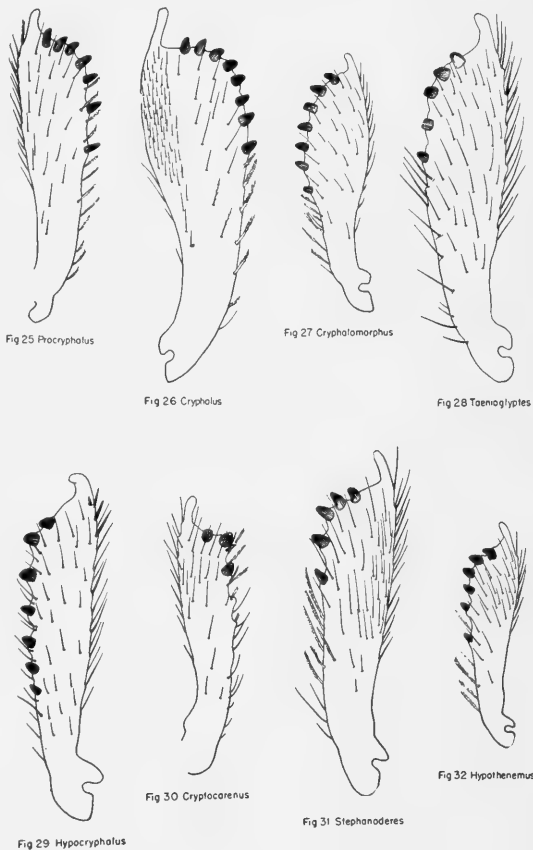 Fig 25 Procryphalus
Fig 26 Cryphalus
Fig 27 Cryphalomorphus
Fig 28 Taenioglyptes
Fig 29 Hypocryphalus
Fig 30 Cryptocarenus
Fig 31 Stephanoderes
Fig 32 Hypothenemus